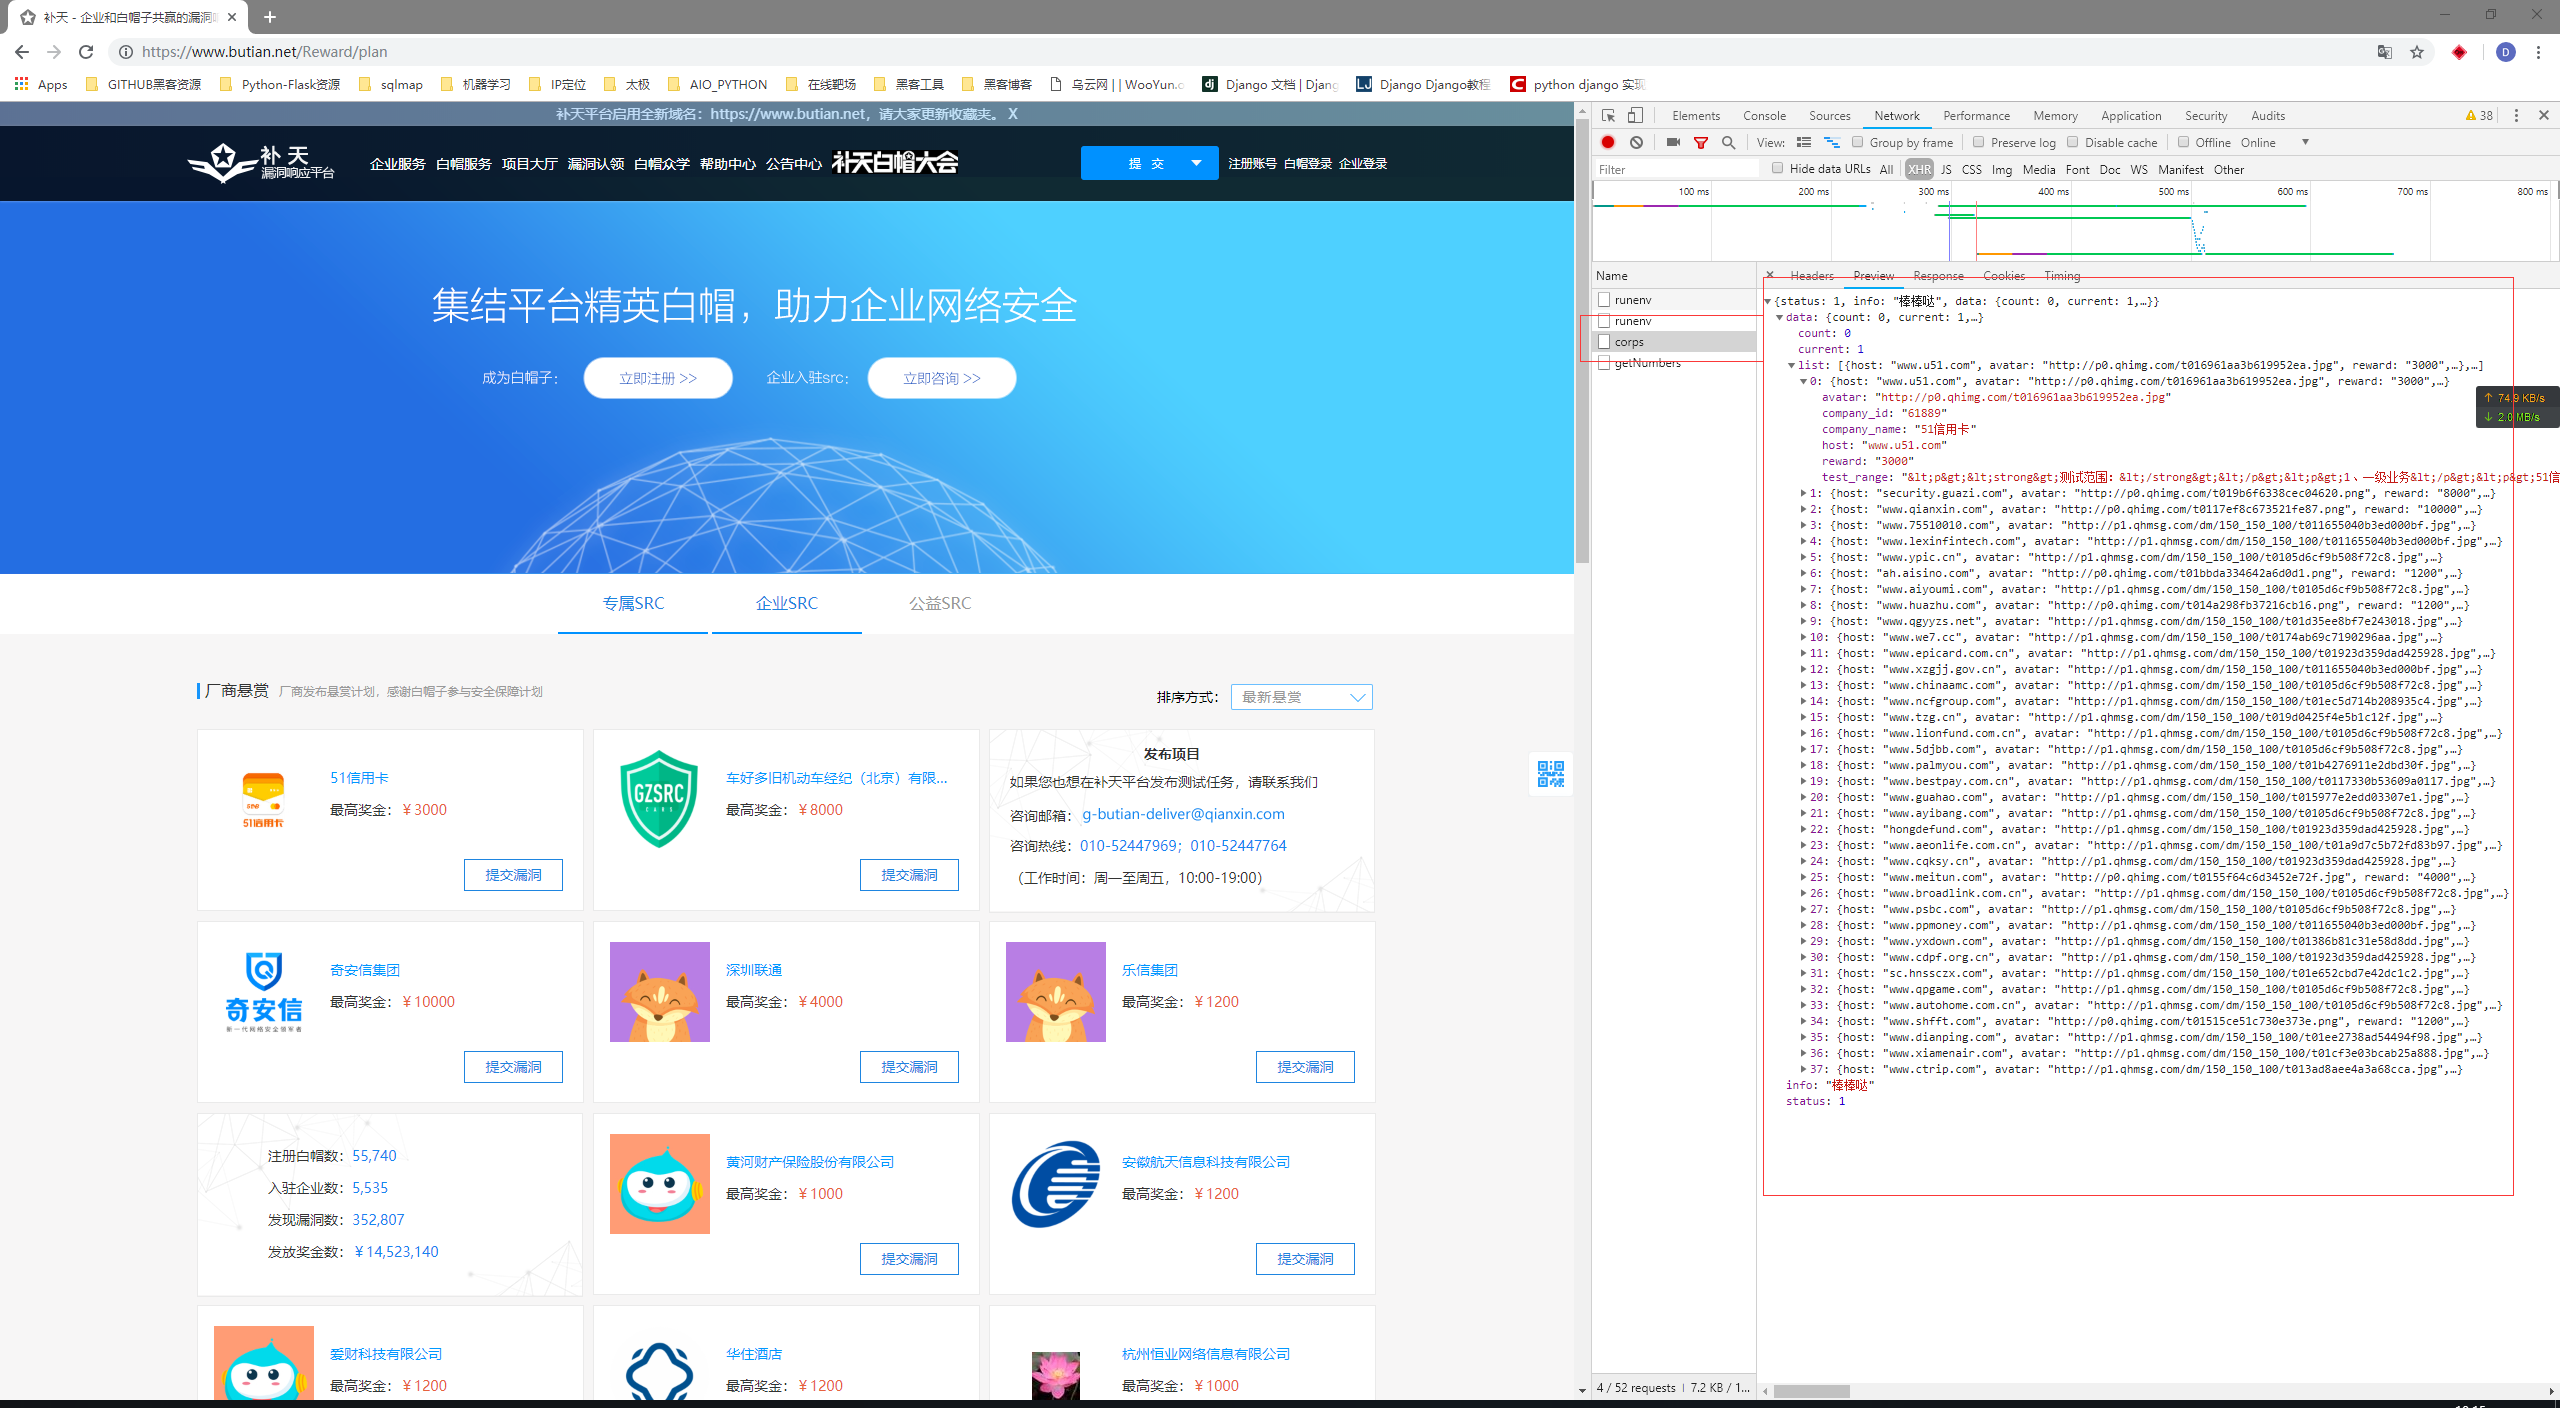 补天 - 企业和白帽子共赢的漏洞响
https://www.butian.net/Reward/plan
D
Apps GITHUB黑客资源 Python-Flask资源 sqlmap 机器学习 IP定位 太极 AIO_PYTHON 在线靶场 黑客工具 黑客博客 乌云网 | | WooYun.o Django 文档 | Djang Django Django教程 python django 实现
补天平台启用全新域名：https://www.butian.net，请大家更新收藏夹。 X
补天
漏洞响应平台
企业服务 白帽服务 项目大厅 漏洞认领 白帽众学 帮助中心 公告中心 补天白帽大会 提 交 注册账号 白帽登录 企业登录
集结平台精英白帽，助力企业网络安全
成为白帽子： 立即注册 >> 企业入驻src： 立即咨询 >>
专属SRC 企业SRC 公益SRC
厂商悬赏 厂商发布悬赏计划，感谢白帽子参与安全保障计划
排序方式： 最新悬赏
51信用卡
51信用卡
最高奖金：￥3000
提交漏洞
GZSRC
CARS
车好多旧机动车经纪（北京）有限...
最高奖金：￥8000
提交漏洞
发布项目
如果您也想在补天平台发布测试任务，请联系我们
咨询邮箱： g-butian-deliver@qianxin.com
咨询热线：010-52447969；010-52447764
（工作时间：周一至周五，10:00-19:00）
奇安信
新一代网络安全领军者
奇安信集团
最高奖金：￥10000
提交漏洞
深圳联通
最高奖金：￥4000
提交漏洞
乐信集团
最高奖金：￥1200
提交漏洞
注册白帽数：55,740
入驻企业数：5,535
发现漏洞数：352,807
发放奖金数：￥14,523,140
黄河财产保险股份有限公司
最高奖金：￥1000
提交漏洞
安徽航天信息科技有限公司
最高奖金：￥1200
提交漏洞
爱财科技有限公司
最高奖金：￥1200
华住酒店
最高奖金：￥1200
杭州恒业网络信息有限公司
最高奖金：￥1000
Elements Console Sources Network Performance Memory Application Security Audits 38
View: Group by frame Preserve log Disable cache Offline Online
Filter Hide data URLs All XHR JS CSS Img Media Font Doc WS Manifest Other
100 ms 200 ms 300 ms 400 ms 500 ms 600 ms 700 ms 800 ms
Name
runenv
runenv
corps
getNumbers
4 / 52 requests | 7.2 KB / 1...
Headers Preview Response Cookies Timing
{status: 1, info: "棒棒哒", data: {count: 0, current: 1,…}}
data: {count: 0, current: 1,…}
count: 0
current: 1
list: [{host: "www.u51.com", avatar: "http://p0.qhimg.com/t016961aa3b619952ea.jpg", reward: "3000",…},…]
0: {host: "www.u51.com", avatar: "http://p0.qhimg.com/t016961aa3b619952ea.jpg", reward: "3000",…}
avatar: "http://p0.qhimg.com/t016961aa3b619952ea.jpg"
company_id: "61889"
company_name: "51信用卡"
host: "www.u51.com"
reward: "3000"
test_range: "&lt;p&gt;&lt;strong&gt;测试范围：&lt;/strong&gt;&lt;/p&gt;&lt;p&gt;1、一级业务&lt;/p&gt;&lt;p&gt;51信
1: {host: "security.guazi.com", avatar: "http://p0.qhimg.com/t019b6f6338cec04620.png", reward: "8000",…}
2: {host: "www.qianxin.com", avatar: "http://p0.qhimg.com/t0117ef8c673521fe87.png", reward: "10000",…}
3: {host: "www.75510010.com", avatar: "http://p1.qhmsg.com/dm/150_150_100/t011655040b3ed000bf.jpg",…}
4: {host: "www.lexinfintech.com", avatar: "http://p1.qhmsg.com/dm/150_150_100/t011655040b3ed000bf.jpg",…}
5: {host: "www.ypic.cn", avatar: "http://p1.qhmsg.com/dm/150_150_100/t0105d6cf9b508f72c8.jpg",…}
6: {host: "ah.aisino.com", avatar: "http://p0.qhimg.com/t01bbda334642a6d0d1.png", reward: "1200",…}
7: {host: "www.aiyoumi.com", avatar: "http://p1.qhmsg.com/dm/150_150_100/t0105d6cf9b508f72c8.jpg",…}
8: {host: "www.huazhu.com", avatar: "http://p0.qhimg.com/t014a298fb37216cb16.png", reward: "1200",…}
9: {host: "www.qgyyzs.net", avatar: "http://p1.qhmsg.com/dm/150_150_100/t01d35ee8bf7e243018.jpg",…}
10: {host: "www.we7.cc", avatar: "http://p1.qhmsg.com/dm/150_150_100/t0174ab69c7190296aa.jpg",…}
11: {host: "www.epicard.com.cn", avatar: "http://p1.qhmsg.com/dm/150_150_100/t01923d359dad425928.jpg",…}
12: {host: "www.xzgjj.gov.cn", avatar: "http://p1.qhmsg.com/dm/150_150_100/t011655040b3ed000bf.jpg",…}
13: {host: "www.chinaamc.com", avatar: "http://p1.qhmsg.com/dm/150_150_100/t0105d6cf9b508f72c8.jpg",…}
14: {host: "www.ncfgroup.com", avatar: "http://p1.qhmsg.com/dm/150_150_100/t01ec5d714b208935c4.jpg",…}
15: {host: "www.tzg.cn", avatar: "http://p1.qhmsg.com/dm/150_150_100/t019d0425f4e5b1c12f.jpg",…}
16: {host: "www.lionfund.com.cn", avatar: "http://p1.qhmsg.com/dm/150_150_100/t0105d6cf9b508f72c8.jpg",…}
17: {host: "www.5djbb.com", avatar: "http://p1.qhmsg.com/dm/150_150_100/t0105d6cf9b508f72c8.jpg",…}
18: {host: "www.palmyou.com", avatar: "http://p1.qhmsg.com/dm/150_150_100/t01b4276911e2dbd30f.jpg",…}
19: {host: "www.bestpay.com.cn", avatar: "http://p1.qhmsg.com/dm/150_150_100/t0117330b53609a0117.jpg",…}
20: {host: "www.guahao.com", avatar: "http://p1.qhmsg.com/dm/150_150_100/t015977e2edd03307e1.jpg",…}
21: {host: "www.ayibang.com", avatar: "http://p1.qhmsg.com/dm/150_150_100/t0105d6cf9b508f72c8.jpg",…}
22: {host: "hongdefund.com", avatar: "http://p1.qhmsg.com/dm/150_150_100/t01923d359dad425928.jpg",…}
23: {host: "www.aeonlife.com.cn", avatar: "http://p1.qhmsg.com/dm/150_150_100/t01a9d7c5b72fd83b97.jpg",…}
24: {host: "www.cqksy.cn", avatar: "http://p1.qhmsg.com/dm/150_150_100/t01923d359dad425928.jpg",…}
25: {host: "www.meitun.com", avatar: "http://p0.qhimg.com/t0155f64c6d3452e72f.jpg", reward: "4000",…}
26: {host: "www.broadlink.com.cn", avatar: "http://p1.qhmsg.com/dm/150_150_100/t0105d6cf9b508f72c8.jpg",…}
27: {host: "www.psbc.com", avatar: "http://p1.qhmsg.com/dm/150_150_100/t0105d6cf9b508f72c8.jpg",…}
28: {host: "www.ppmoney.com", avatar: "http://p1.qhmsg.com/dm/150_150_100/t011655040b3ed000bf.jpg",…}
29: {host: "www.yxdown.com", avatar: "http://p1.qhmsg.com/dm/150_150_100/t01386b81c31e58d8dd.jpg",…}
30: {host: "www.cdpf.org.cn", avatar: "http://p1.qhmsg.com/dm/150_150_100/t01923d359dad425928.jpg",…}
31: {host: "sc.hnssczx.com", avatar: "http://p1.qhmsg.com/dm/150_150_100/t01e652cbd7e42dc1c2.jpg",…}
32: {host: "www.qpgame.com", avatar: "http://p1.qhmsg.com/dm/150_150_100/t0105d6cf9b508f72c8.jpg",…}
33: {host: "www.autohome.com.cn", avatar: "http://p1.qhmsg.com/dm/150_150_100/t0105d6cf9b508f72c8.jpg",…}
34: {host: "www.shfft.com", avatar: "http://p0.qhimg.com/t01515ce51c730e373e.png", reward: "1200",…}
35: {host: "www.dianping.com", avatar: "http://p1.qhmsg.com/dm/150_150_100/t01ee2738ad54494f98.jpg",…}
36: {host: "www.xiamenair.com", avatar: "http://p1.qhmsg.com/dm/150_150_100/t01cf3e03bcab25a888.jpg",…}
37: {host: "www.ctrip.com", avatar: "http://p1.qhmsg.com/dm/150_150_100/t013ad8aee4a3a68cca.jpg",…}
info: "棒棒哒"
status: 1
↑ 74.9 KB/s
↓ 2.0 MB/s